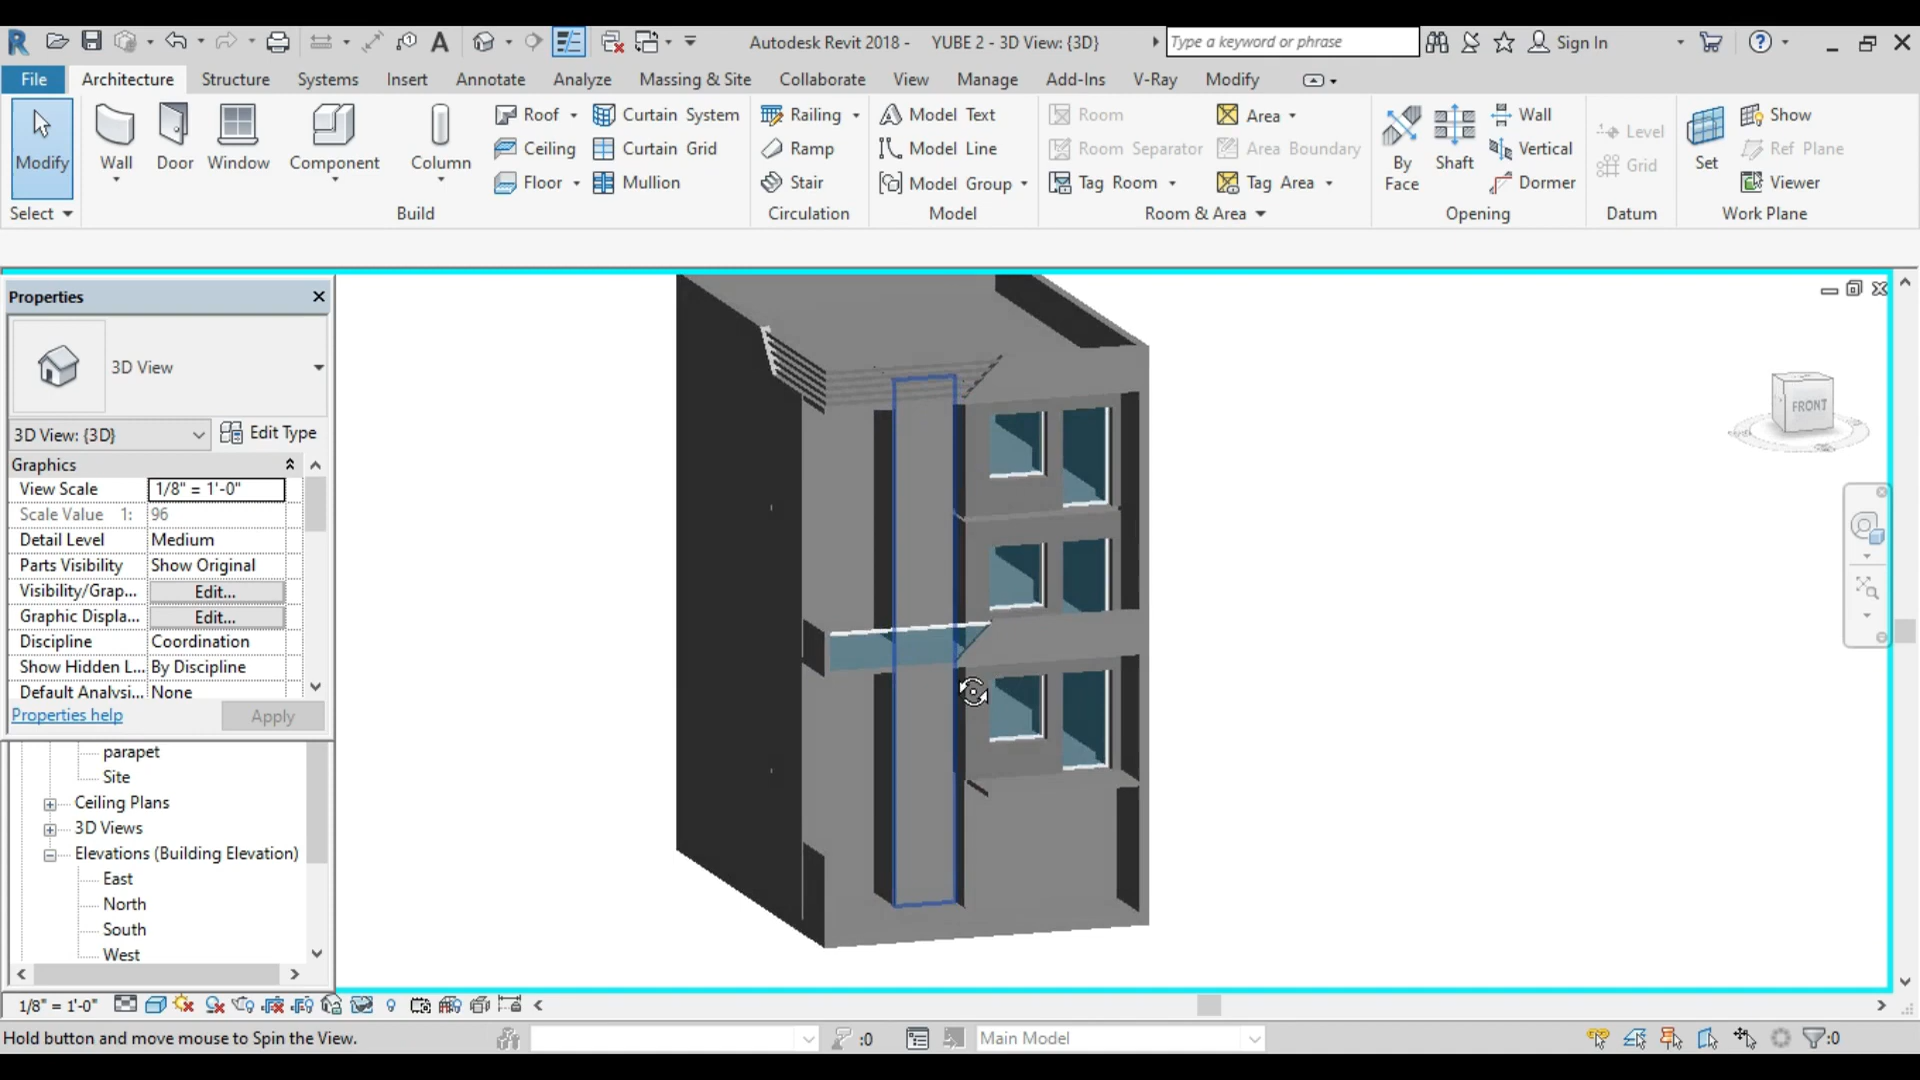 Autodesk Revit 2018 - YUBE 2 - 3D View: {3D}
Type a keyword or phrase
Sign In
File Architecture Structure Systems Insert Annotate Analyze Massing & Site Collaborate View Manage Add-Ins V-Ray Modify
Modify
Wall
Door
Window
Component
Column
Roof
Ceiling
Floor
Curtain System
Curtain Grid
Mullion
Railing
Ramp
Stair
Model Text
Model Line
Model Group
Room
Room Separator
Tag Room
Area
Area Boundary
Tag Area
By
Face
Shaft
Wall
Vertical
Dormer
Level
Grid
Set
Show
Ref Plane
Viewer
Select Build Circulation Model Room & Area Opening Datum Work Plane
Properties
3D View
3D View: {3D} Edit Type
Graphics
View Scale 1/8" = 1'-0"
Scale Value 1: 96
Detail Level Medium
Parts Visibility Show Original
Visibility/Grap... Edit...
Graphic Displa... Edit...
Discipline Coordination
Show Hidden L... By Discipline
Default Analysi... None
Properties help Apply
parapet
Site
Ceiling Plans
3D Views
Elevations (Building Elevation)
East
North
South
West
FRONT
1/8" = 1'-0"
Hold button and move mouse to Spin the View.
:0
Main Model
:0